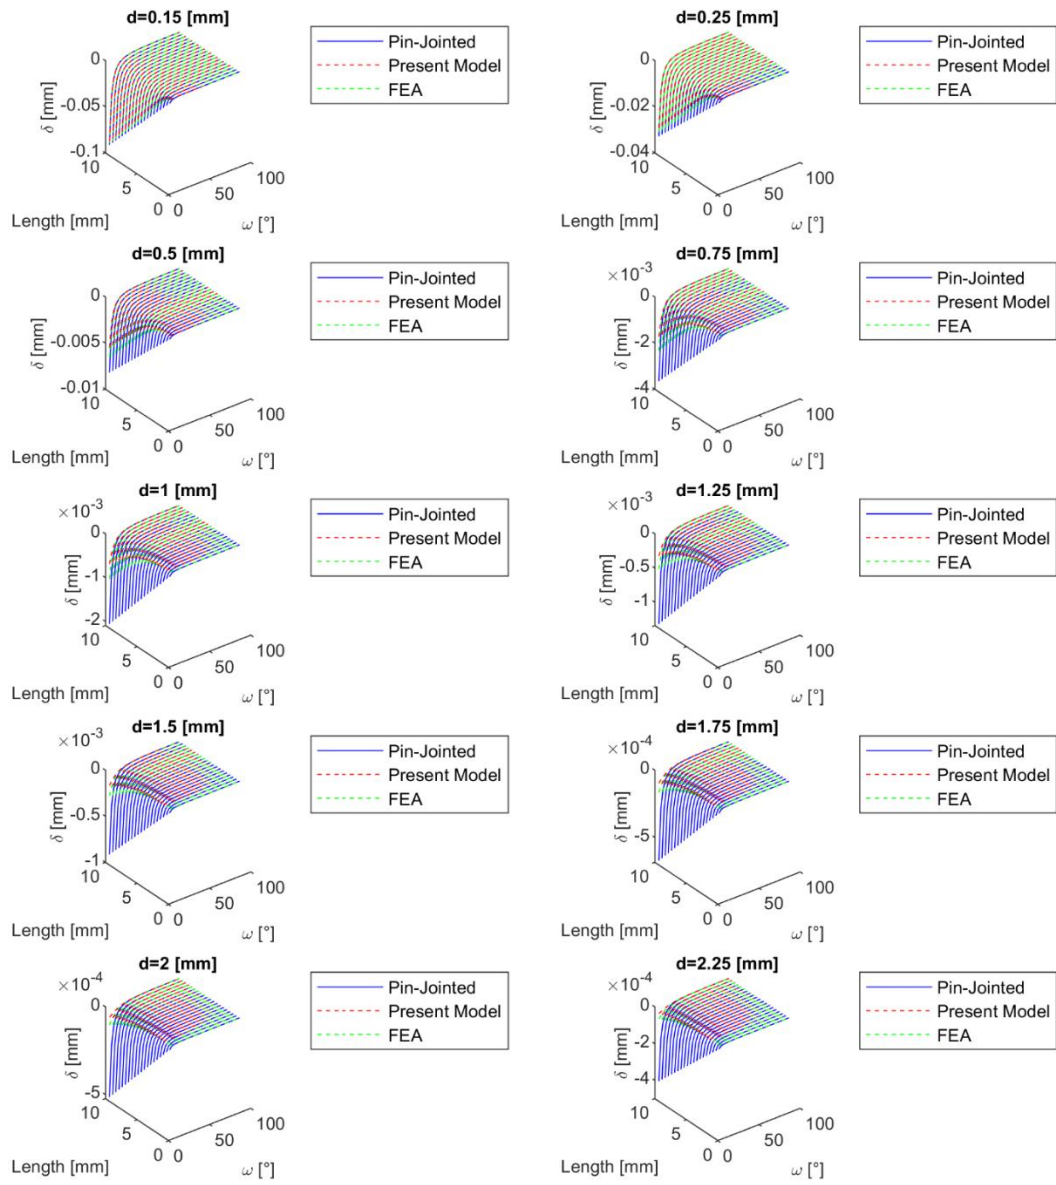 d=0.15 [mm]
0
-0.05
-0.1
δ [mm]
10
5
0
Length [mm]
0
50
100
ω [°]
Pin-Jointed
Present Model
FEA
d=0.25 [mm]
0
-0.02
-0.04
δ [mm]
10
5
0
Length [mm]
0
50
100
ω [°]
Pin-Jointed
Present Model
FEA
d=0.5 [mm]
0
-0.005
-0.01
δ [mm]
10
5
0
Length [mm]
0
50
100
ω [°]
Pin-Jointed
Present Model
FEA
d=0.75 [mm]
×10⁻³
0
-2
-4
δ [mm]
10
5
0
Length [mm]
0
50
100
ω [°]
Pin-Jointed
Present Model
FEA
d=1 [mm]
×10⁻³
0
-1
-2
δ [mm]
10
5
0
Length [mm]
0
50
100
ω [°]
Pin-Jointed
Present Model
FEA
d=1.25 [mm]
×10⁻³
0
-0.5
-1
δ [mm]
10
5
0
Length [mm]
0
50
100
ω [°]
Pin-Jointed
Present Model
FEA
d=1.5 [mm]
×10⁻³
0
-0.5
-1
δ [mm]
10
5
0
Length [mm]
0
50
100
ω [°]
Pin-Jointed
Present Model
FEA
d=1.75 [mm]
×10⁻⁴
0
-5
δ [mm]
10
5
0
Length [mm]
0
50
100
ω [°]
Pin-Jointed
Present Model
FEA
d=2 [mm]
×10⁻⁴
0
-5
δ [mm]
10
5
0
Length [mm]
0
50
100
ω [°]
Pin-Jointed
Present Model
FEA
d=2.25 [mm]
×10⁻⁴
0
-2
-4
δ [mm]
10
5
0
Length [mm]
0
50
100
ω [°]
Pin-Jointed
Present Model
FEA